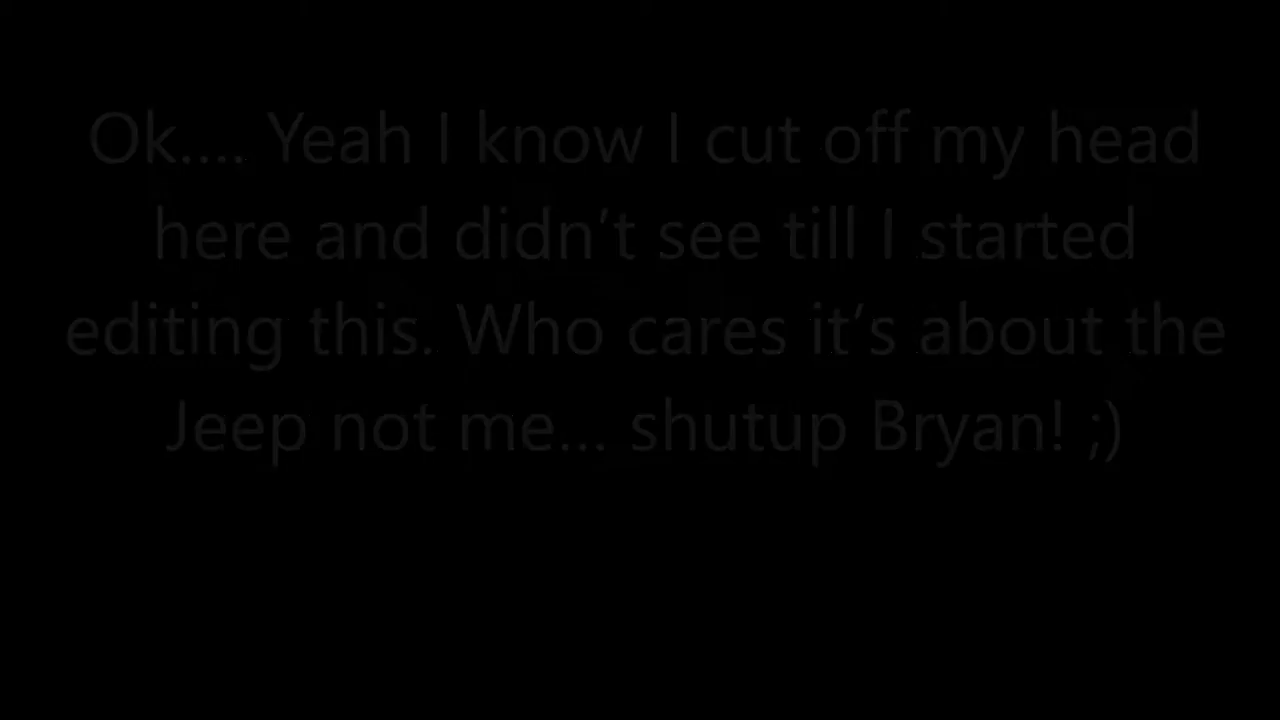 Ok.... Yeah I know I cut off my head
here and didn’t see till I started
editing this. Who cares it’s about the
Jeep not me... shutup Bryan! ;)